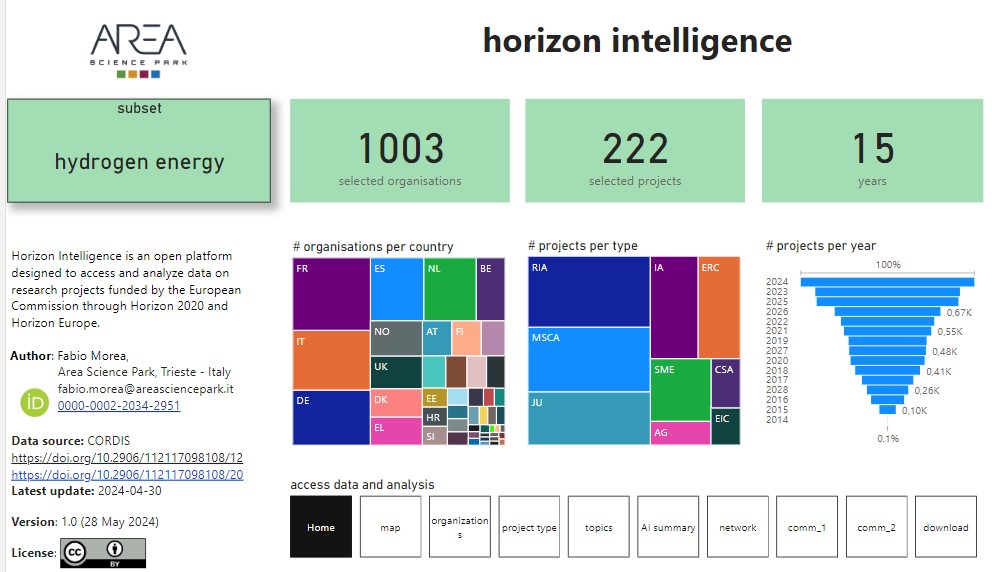 AREA
SCIENCE PARK
horizon intelligence
subset
hydrogen energy
1003
selected organisations
222
selected projects
15
years
Horizon Intelligence is an open platform
designed to access and analyze data on
research projects funded by the European
Commission through Horizon 2020 and
Horizon Europe.
Author: Fabio Morea,
Area Science Park, Trieste - Italy
fabio.morea@areasciencepark.it
iD
0000-0002-2034-2951
Data source: CORDIS
https://doi.org/10.2906/112117098108/12
https://doi.org/10.2906/112117098108/20
Latest update: 2024-04-30
Version: 1.0 (28 May 2024)
License:
cc
BY
# organisations per country
FR
ES
NL
BE
IT
NO
AT
FI
UK
DE
DK
EE
HR
EL
SI
# projects per type
RIA
IA
ERC
MSCA
SME
CSA
JU
EIC
AG
# projects per year
100%
2024
2023
2025
2026
0,67K
2022
2021
0,55K
2019
2027
0,48K
2020
2018
0,41K
2017
2028
0,26K
2016
2015
0,10K
2014
0,1%
access data and analysis
Home
map
organization
s
project type
topics
AI summary
network
comm_1
comm_2
download